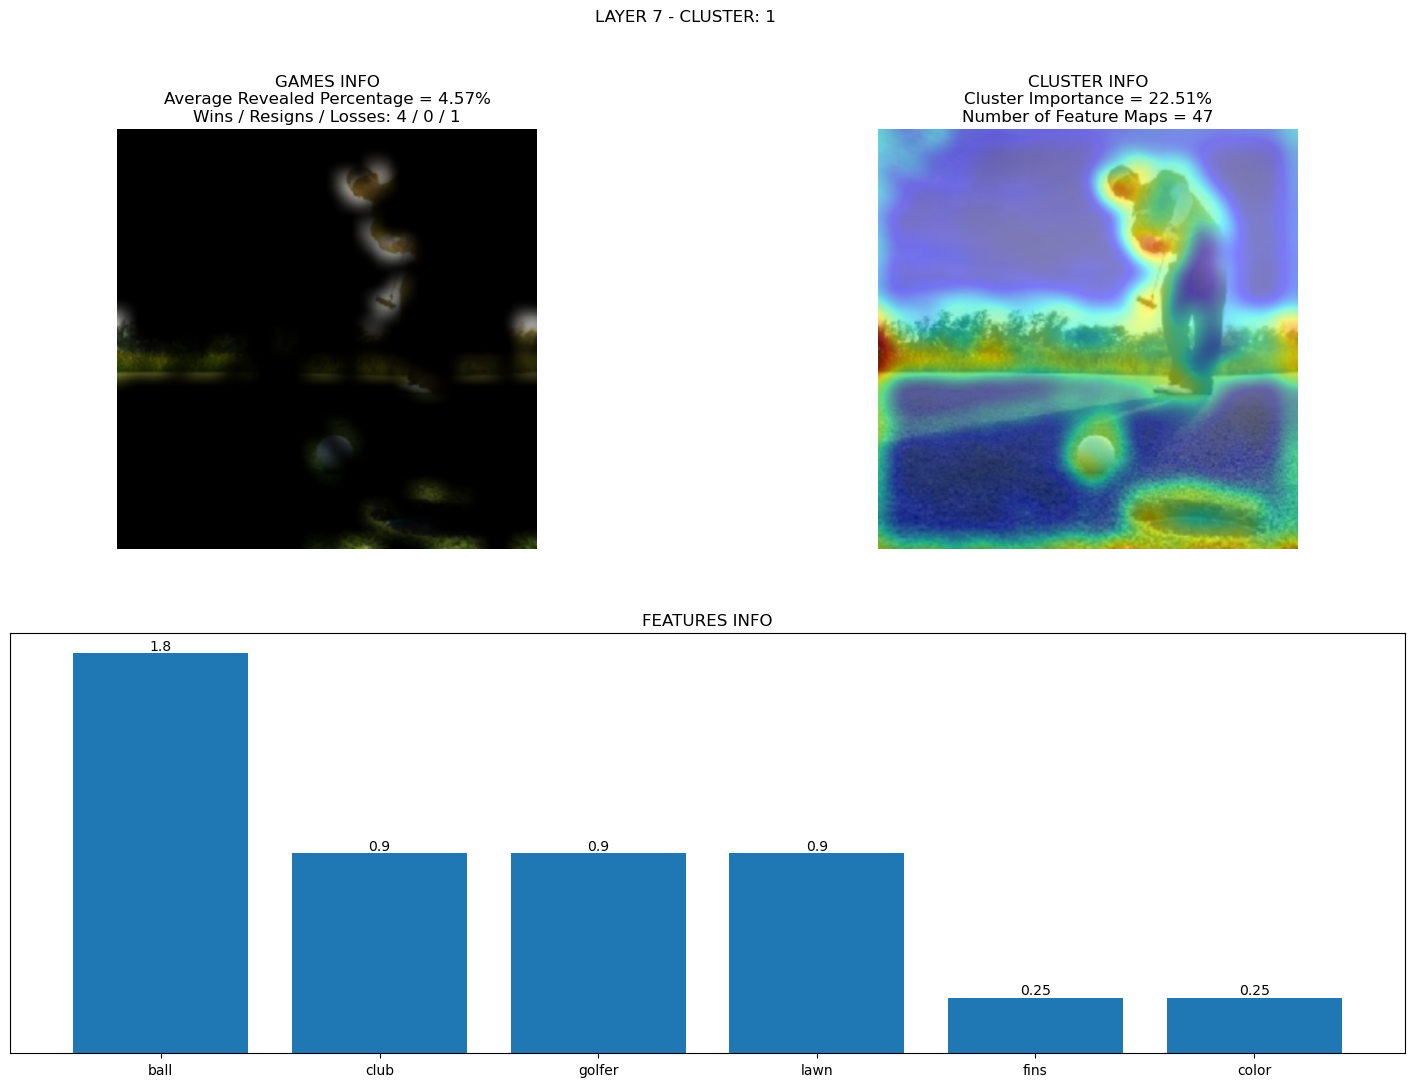 LAYER 7 - CLUSTER: 1
GAMES INFO
Average Revealed Percentage = 4.57%
Wins / Resigns / Losses: 4 / 0 / 1
CLUSTER INFO
Cluster Importance = 22.51%
Number of Feature Maps = 47
FEATURES INFO
1.8
0.9
0.9
0.9
0.25
0.25
ball
club
golfer
lawn
fins
color